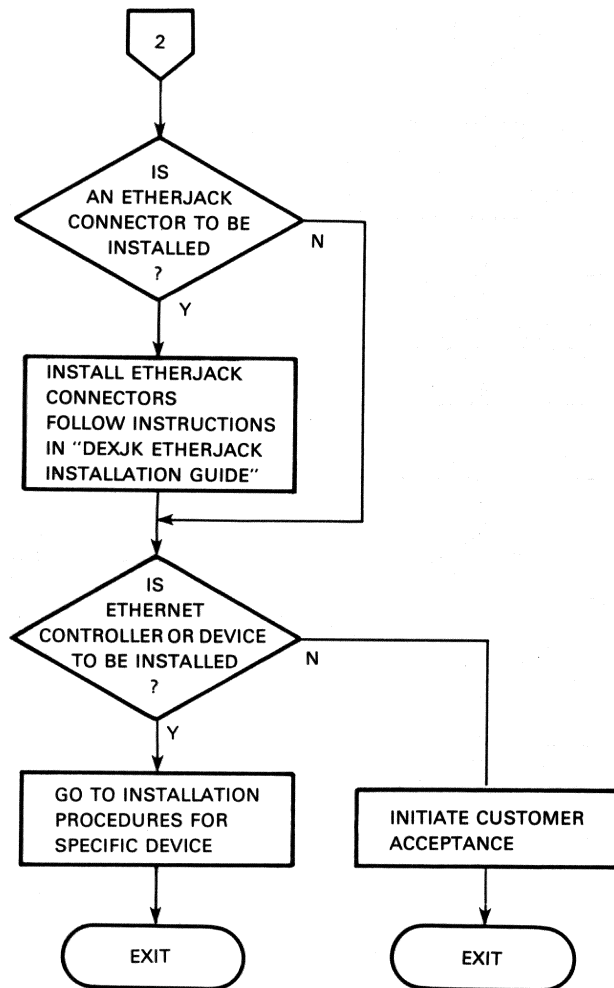 2
IS
AN ETHERJACK
CONNECTOR TO BE
INSTALLED
?
N
Y
INSTALL ETHERJACK
CONNECTORS
FOLLOW INSTRUCTIONS
IN "DEXJK ETHERJACK
INSTALLATION GUIDE"
IS
ETHERNET
CONTROLLER OR DEVICE
TO BE INSTALLED
?
N
Y
GO TO INSTALLATION
PROCEDURES FOR
SPECIFIC DEVICE
INITIATE CUSTOMER
ACCEPTANCE
EXIT
EXIT